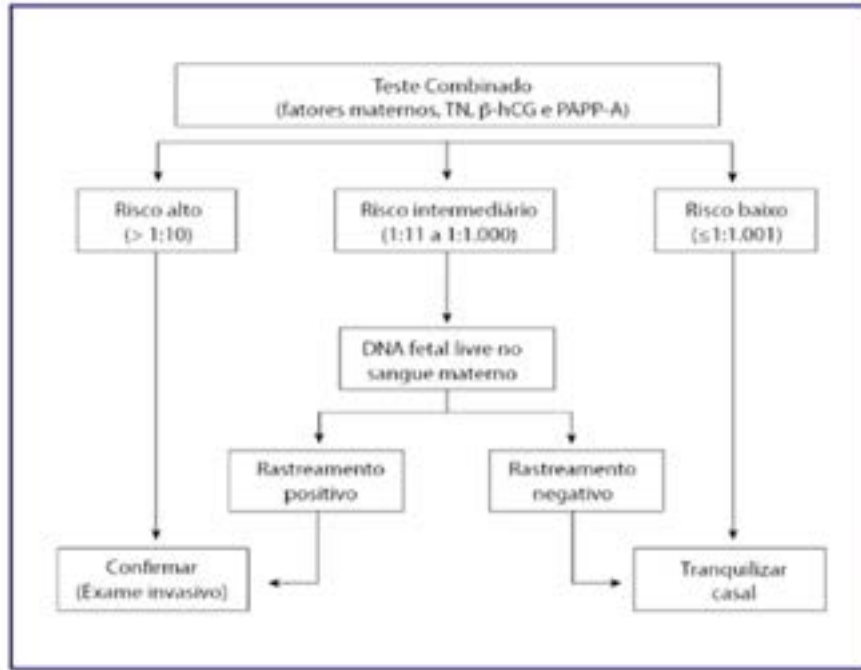 Teste Combinado
(fatores maternos, TN, β-hCG e PAPP-A)
Risco alto
(> 1:10)
Risco intermediário
(1:11 a 1:1.000)
Risco baixo
(≤1:1.001)
DNA fetal livre no
sangue materno
Rastreamento
positivo
Rastreamento
negativo
Confirmar
(Exame invasivo)
Tranquilizar
casal